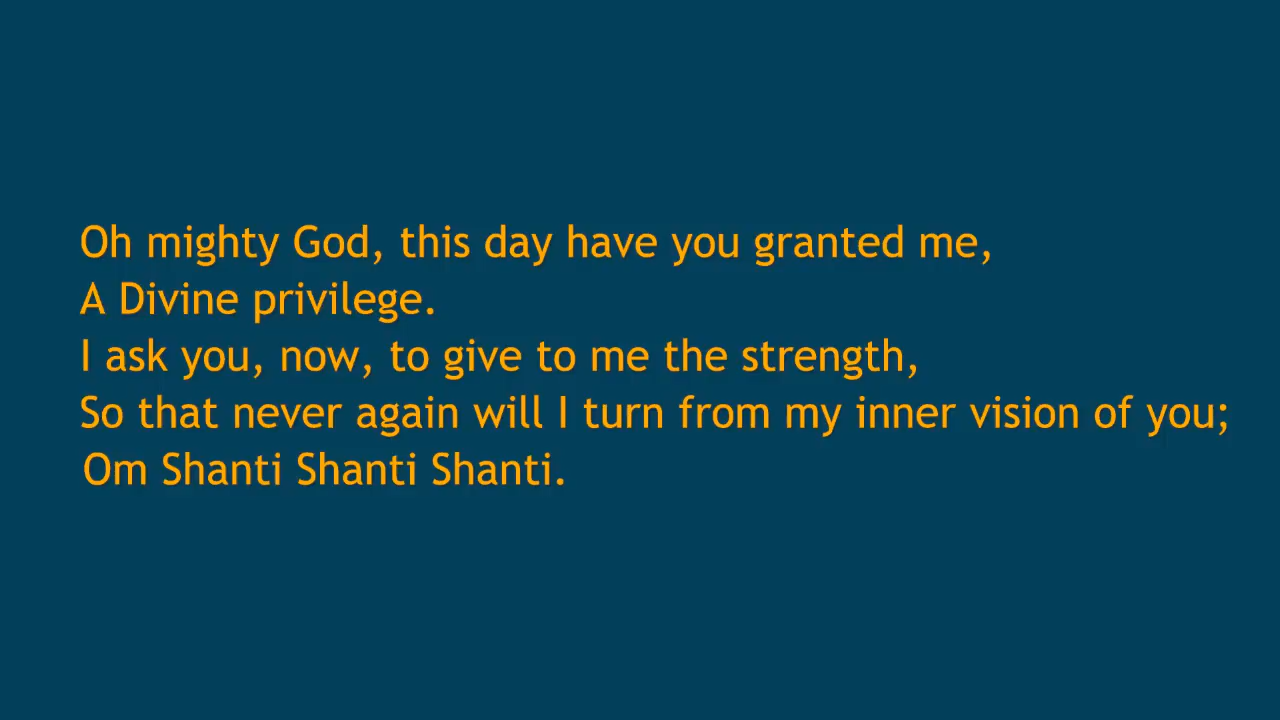 Oh mighty God, this day have you granted me,
A Divine privilege.
I ask you, now, to give to me the strength,
So that never again will I turn from my inner vision of you;
Om Shanti Shanti Shanti.